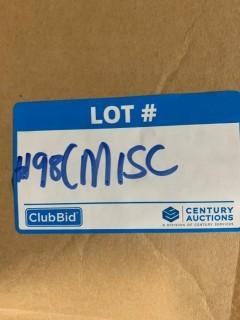 LOT #
#98(MISC
ClubBid
CENTURY
AUCTIONS
A DIVISION OF CENTURY SERVICES